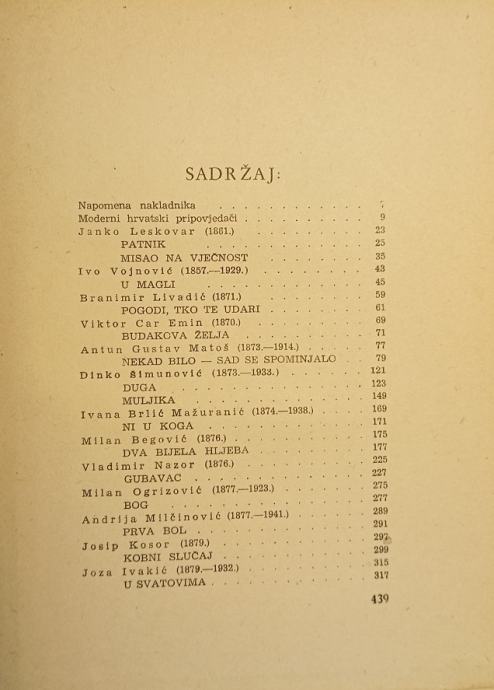 SADRŽAJ:
Napomena nakladnika . . . . . . . . . . . . 7
Moderni hrvatski pripovjedači . . . . . . . . . . 9
Janko Leskovar (1861.) . . . . . . . . . . 23
PATNIK . . . . . . . . . . . . 25
MISAO NA VJEČNOST . . . . . . . . . 35
Ivo Vojnović (1857.—1929.) . . . . . . . . 43
U MAGLI . . . . . . . . . . . . 45
Branimir Livadić (1871.) . . . . . . . . . 59
POGODI, TKO TE UDARI . . . . . . . . 61
Viktor Car Emin (1870.) . . . . . . . . . 69
BUDAKOVA ŽELJA . . . . . . . . . . 71
Antun Gustav Matoš (1873.—1914.) . . . . . 77
NEKAD BILO — SAD SE SPOMINJALO . . 79
Dinko Šimunović (1873.—1933.) . . . . . . 121
DUGA . . . . . . . . . . . . . 123
MULJIKA . . . . . . . . . . . . 149
Ivana Brlić Mažuranić (1874.—1938.) . . . . 169
NI U KOGA . . . . . . . . . . . 171
Milan Begović (1876.) . . . . . . . . . . 175
DVA BIJELA HLJEBA . . . . . . . . . 177
Vladimir Nazor (1876.) . . . . . . . . . . 225
GUBAVAC . . . . . . . . . . . . 227
Milan Ogrizović (1877.—1923.) . . . . . . . 275
BOG . . . . . . . . . . . . . 277
Andrija Milčinović (1877.—1941.) . . . . . . 289
PRVA BOL . . . . . . . . . . . . 291
Josip Kosor (1879.) . . . . . . . . . . . 297
KOBNI SLUČAJ . . . . . . . . . . . 299
Joza Ivakić (1879.—1932.) . . . . . . . . . 315
U SVATOVIMA . . . . . . . . . . . 317
439